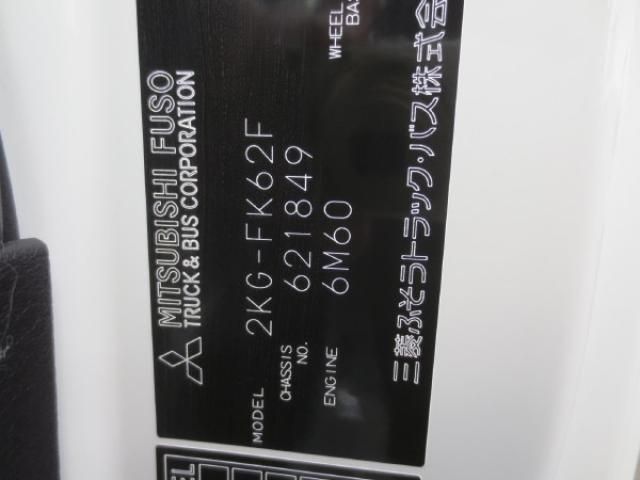 MITSUBISHI FUSO
TRUCK & BUS CORPORATION
MODEL 2KG-FK62F
CHASSIS NO. 621849
ENGINE 6M60
WHEEL
三菱ふそうトラック・バス株式会